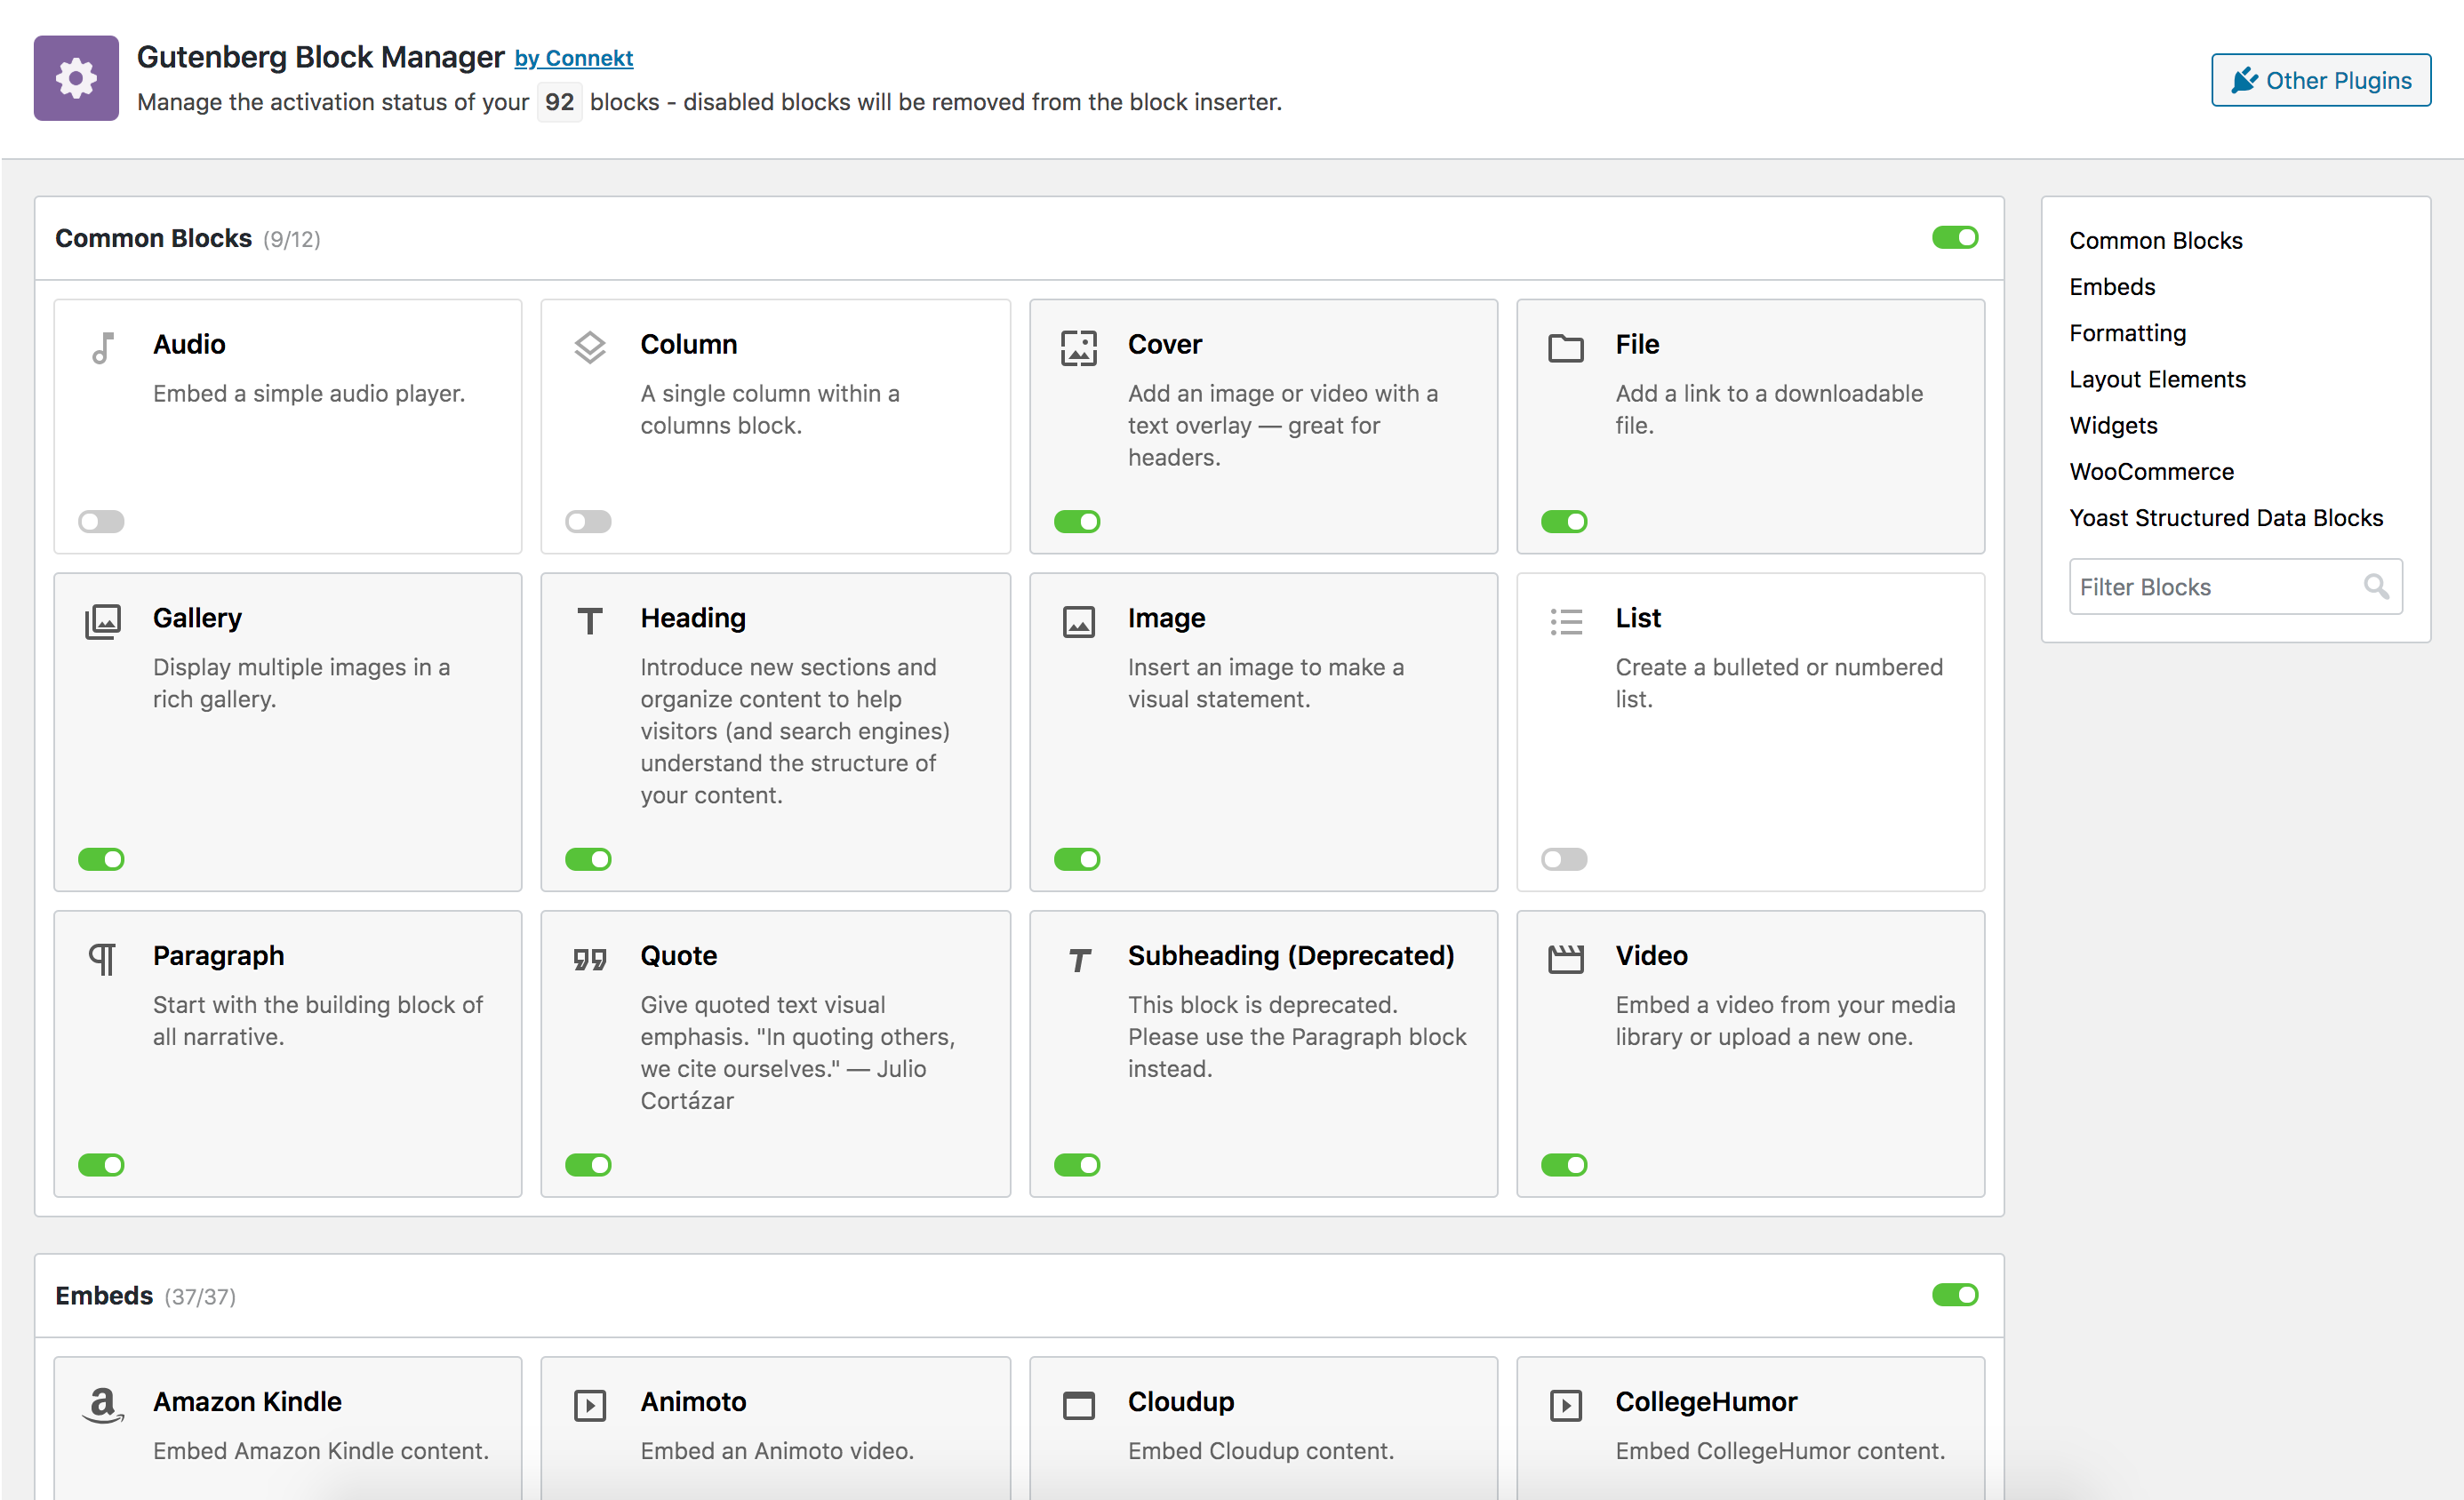 Gutenberg Block Manager by Connekt
Manage the activation status of your 92 blocks - disabled blocks will be removed from the block inserter.
Other Plugins
Common Blocks (9/12)
Audio
Embed a simple audio player.
Column
A single column within a
columns block.
Cover
Add an image or video with a
text overlay — great for
headers.
File
Add a link to a downloadable
file.
Gallery
Display multiple images in a
rich gallery.
Heading
Introduce new sections and
organize content to help
visitors (and search engines)
understand the structure of
your content.
Image
Insert an image to make a
visual statement.
List
Create a bulleted or numbered
list.
Paragraph
Start with the building block of
all narrative.
Quote
Give quoted text visual
emphasis. "In quoting others,
we cite ourselves." — Julio
Cortázar
Subheading (Deprecated)
This block is deprecated.
Please use the Paragraph block
instead.
Video
Embed a video from your media
library or upload a new one.
Embeds (37/37)
Amazon Kindle
Embed Amazon Kindle content.
Animoto
Embed an Animoto video.
Cloudup
Embed Cloudup content.
CollegeHumor
Embed CollegeHumor content.
Common Blocks
Embeds
Formatting
Layout Elements
Widgets
WooCommerce
Yoast Structured Data Blocks
Filter Blocks